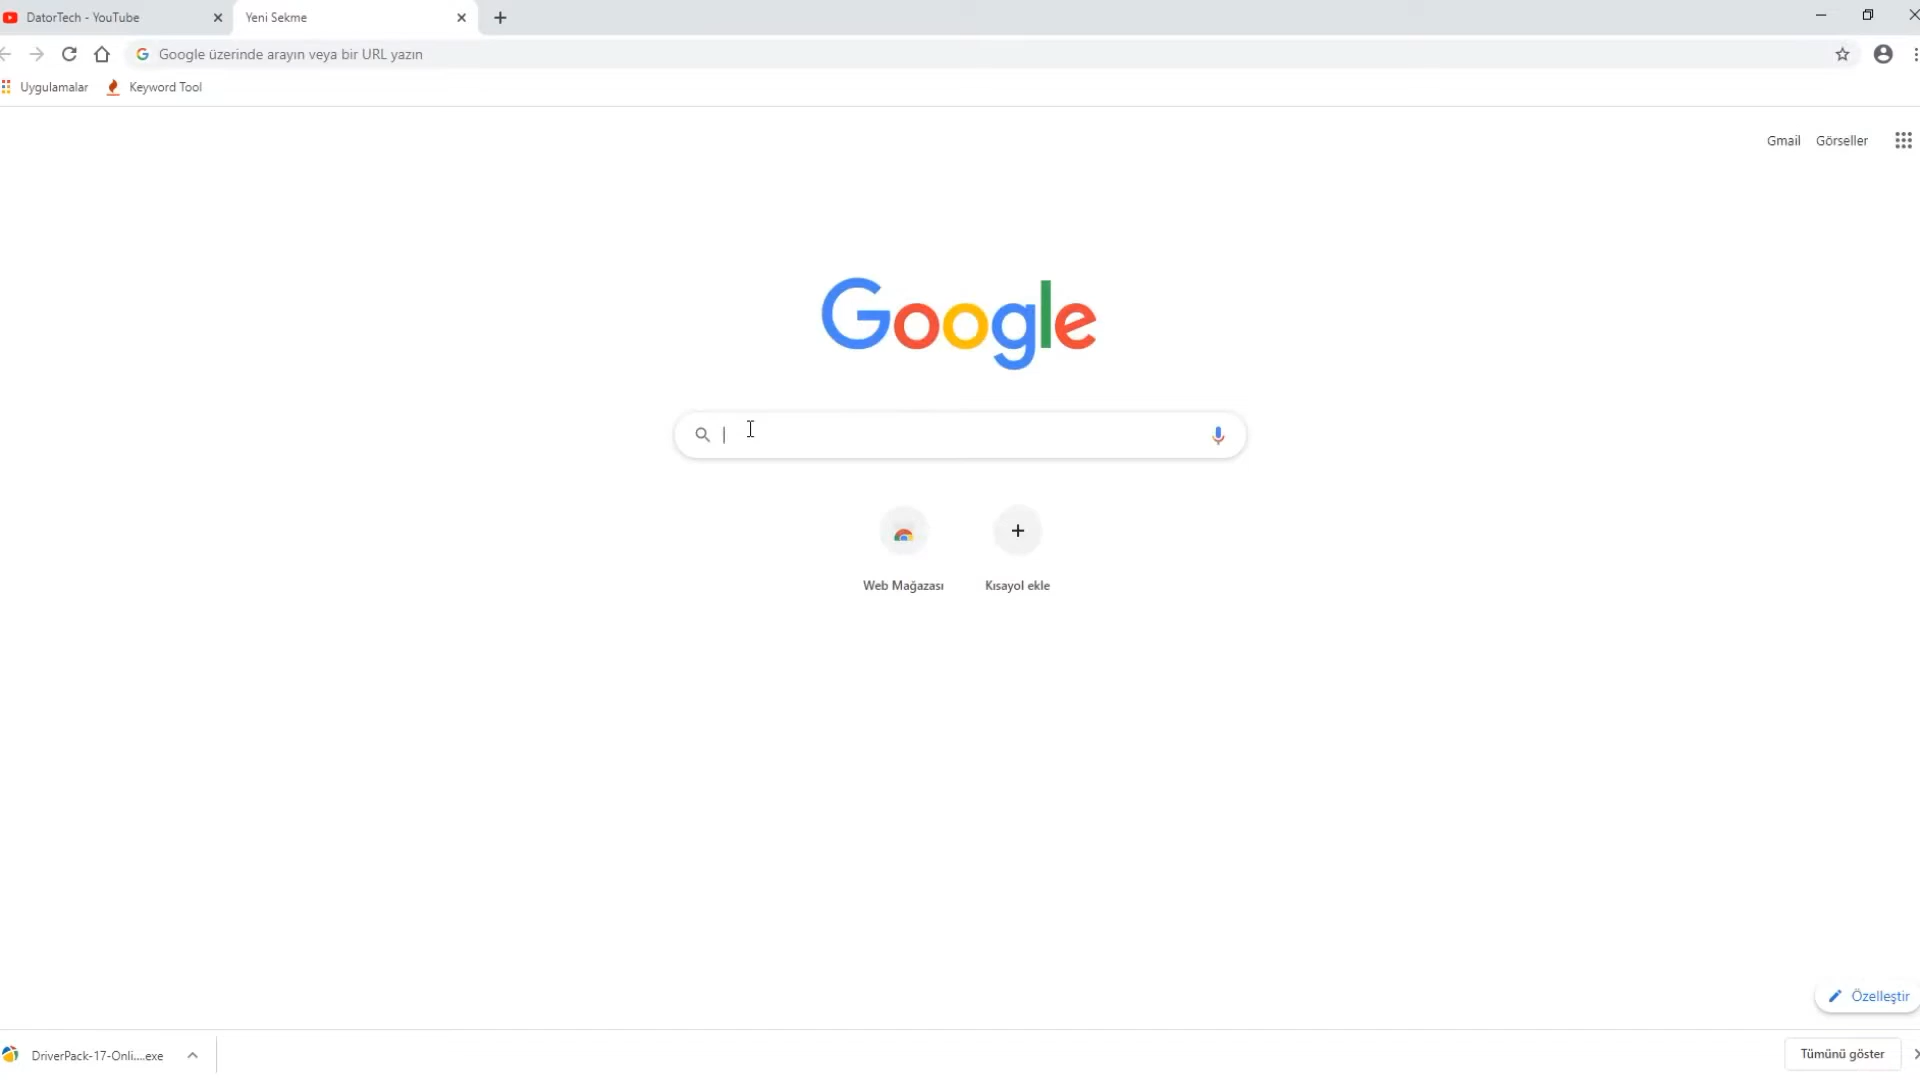 DatorTech - YouTube
Yeni Sekme
Google üzerinde arayın veya bir URL yazın
Uygulamalar
Keyword Tool
Gmail
Görseller
Google
Web Mağazası
Kısayol ekle
Özelleştir
DriverPack-17-Onli....exe
Tümünü göster